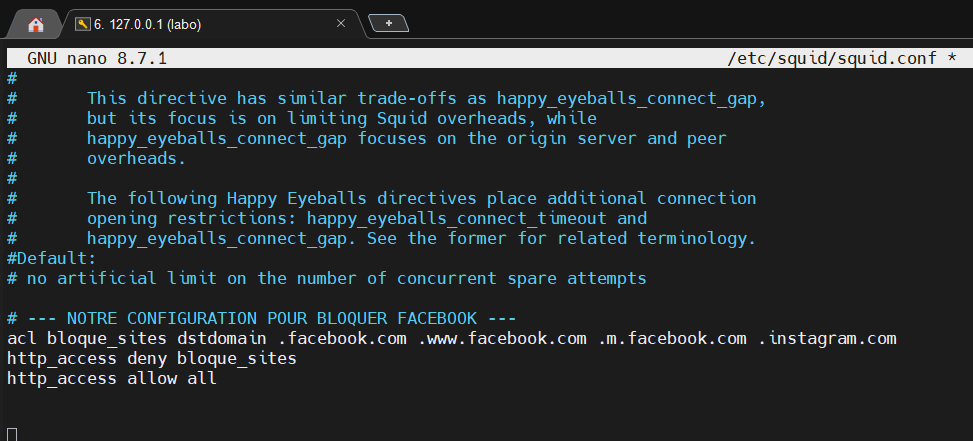 6. 127.0.0.1 (labo)
GNU nano 8.7.1 /etc/squid/squid.conf *
#
# This directive has similar trade-offs as happy_eyeballs_connect_gap,
# but its focus is on limiting Squid overheads, while
# happy_eyeballs_connect_gap focuses on the origin server and peer
# overheads.
#
# The following Happy Eyeballs directives place additional connection
# opening restrictions: happy_eyeballs_connect_timeout and
# happy_eyeballs_connect_gap. See the former for related terminology.
#Default:
# no artificial limit on the number of concurrent spare attempts
# --- NOTRE CONFIGURATION POUR BLOQUER FACEBOOK ---
acl bloque_sites dstdomain .facebook.com .www.facebook.com .m.facebook.com .instagram.com
http_access deny bloque_sites
http_access allow all